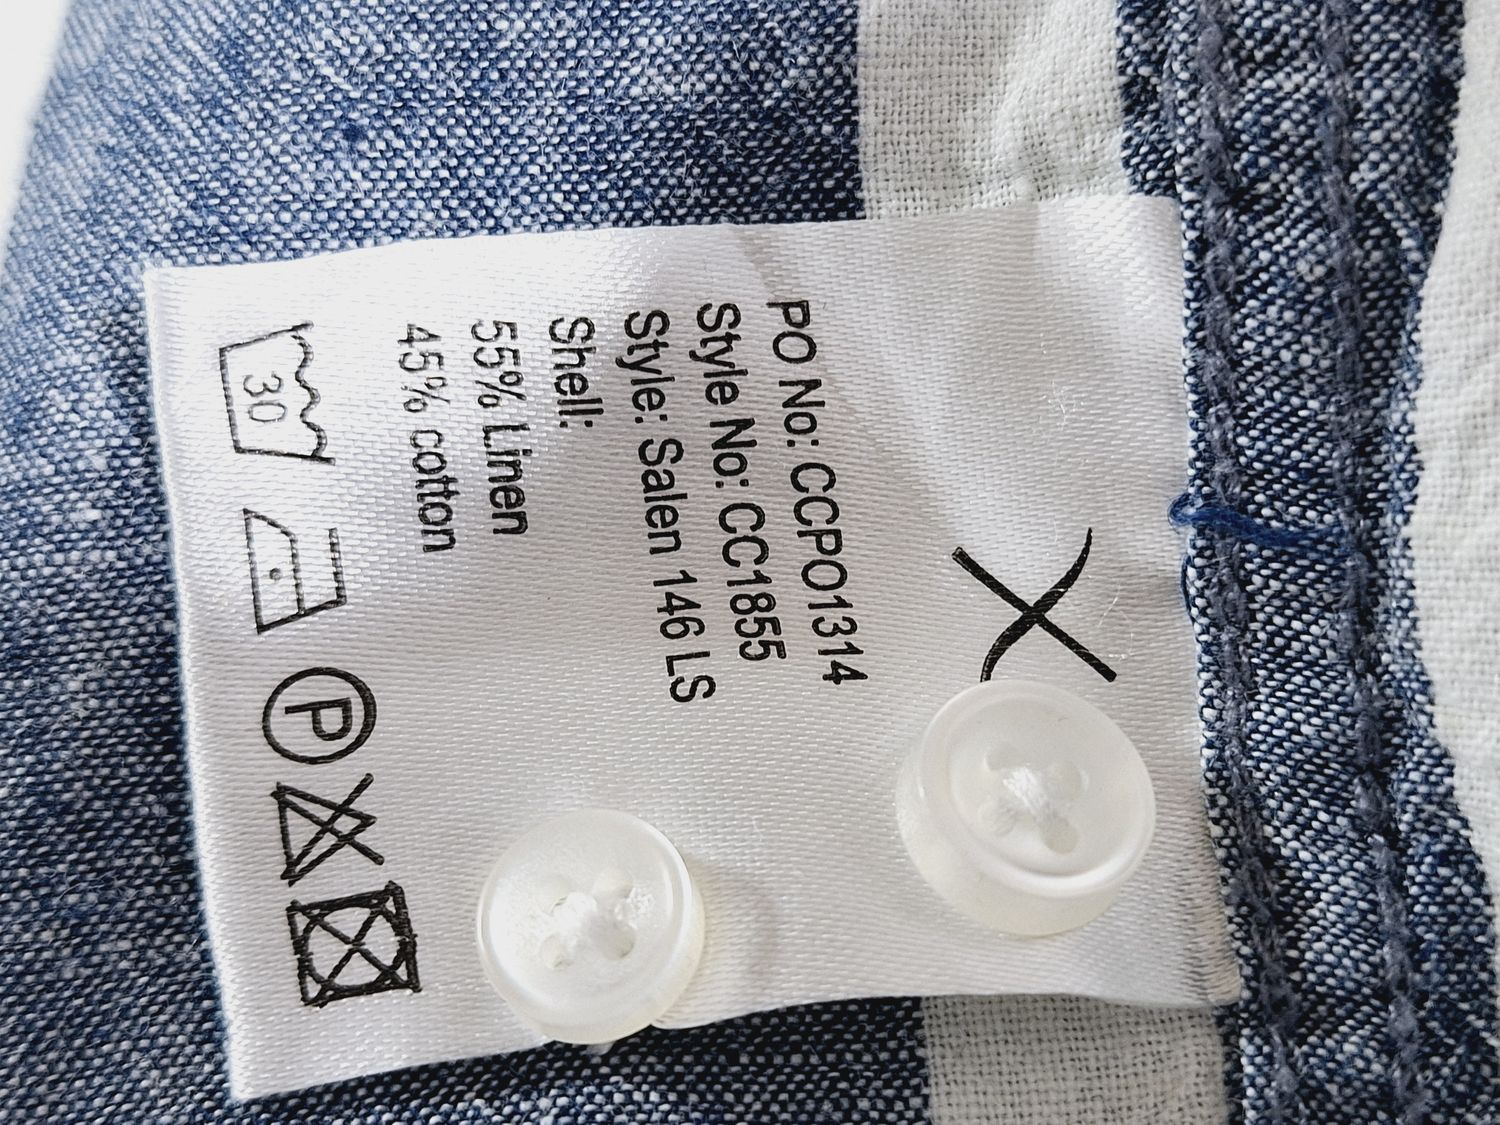 PO No: CCPO1314
Style No: CC1855
Style: Salen 146 LS
Shell:
55% Linen
45% cotton
30 P